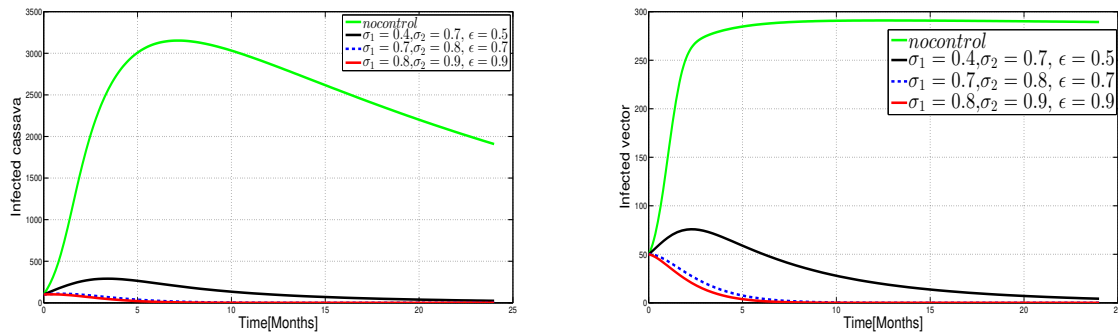 3500
3000
2500
2000
1500
1000
500
0
Infected cassava
nocontrol
σ₁ = 0.4,σ₂ = 0.7, ϵ = 0.5
σ₁ = 0.7,σ₂ = 0.8, ϵ = 0.7
σ₁ = 0.8,σ₂ = 0.9, ϵ = 0.9
0 5 10 15 20 25
Time[Months]
300
250
200
150
100
50
0
Infected vector
nocontrol
σ₁ = 0.4,σ₂ = 0.7, ϵ = 0.5
σ₁ = 0.7,σ₂ = 0.8, ϵ = 0.7
σ₁ = 0.8,σ₂ = 0.9, ϵ = 0.9
0 5 10 15 20 25
Time[Months]